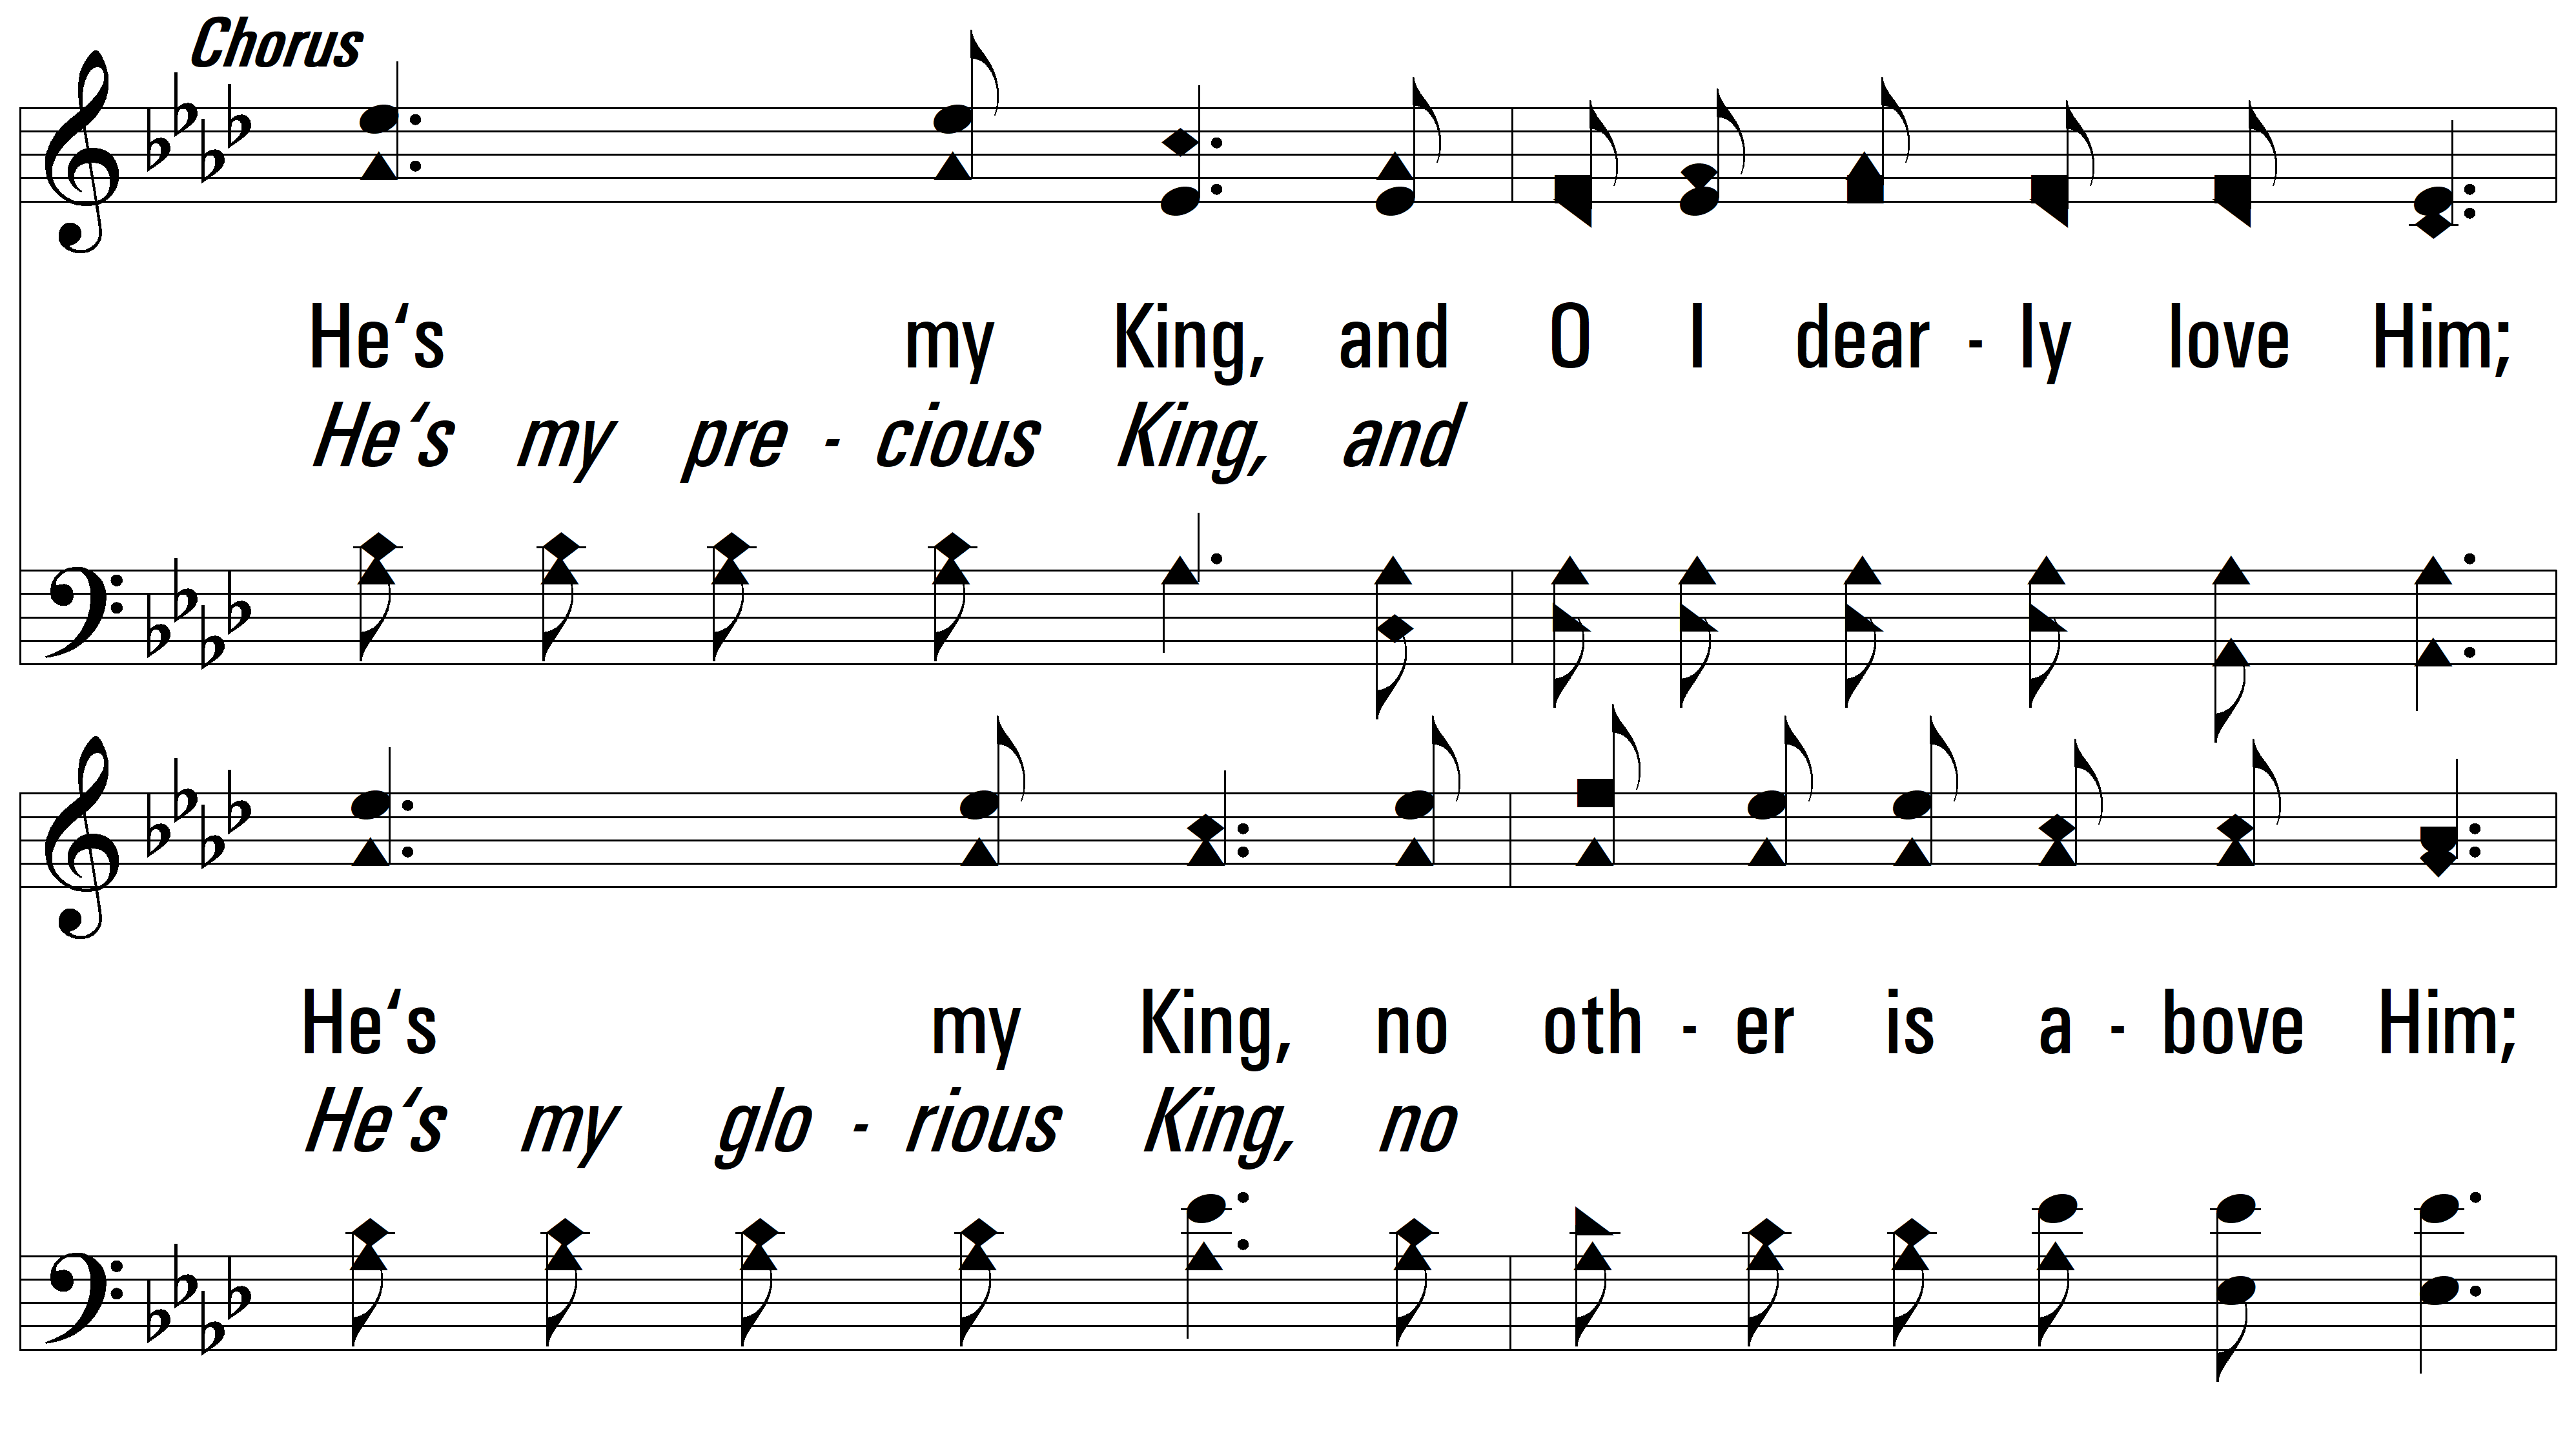 Chorus
He‘s my King, and O I dear - ly love Him;
He‘s my pre - cious King, and
He‘s my King, no oth - er is a - bove Him;
He‘s my glo - rious King, no